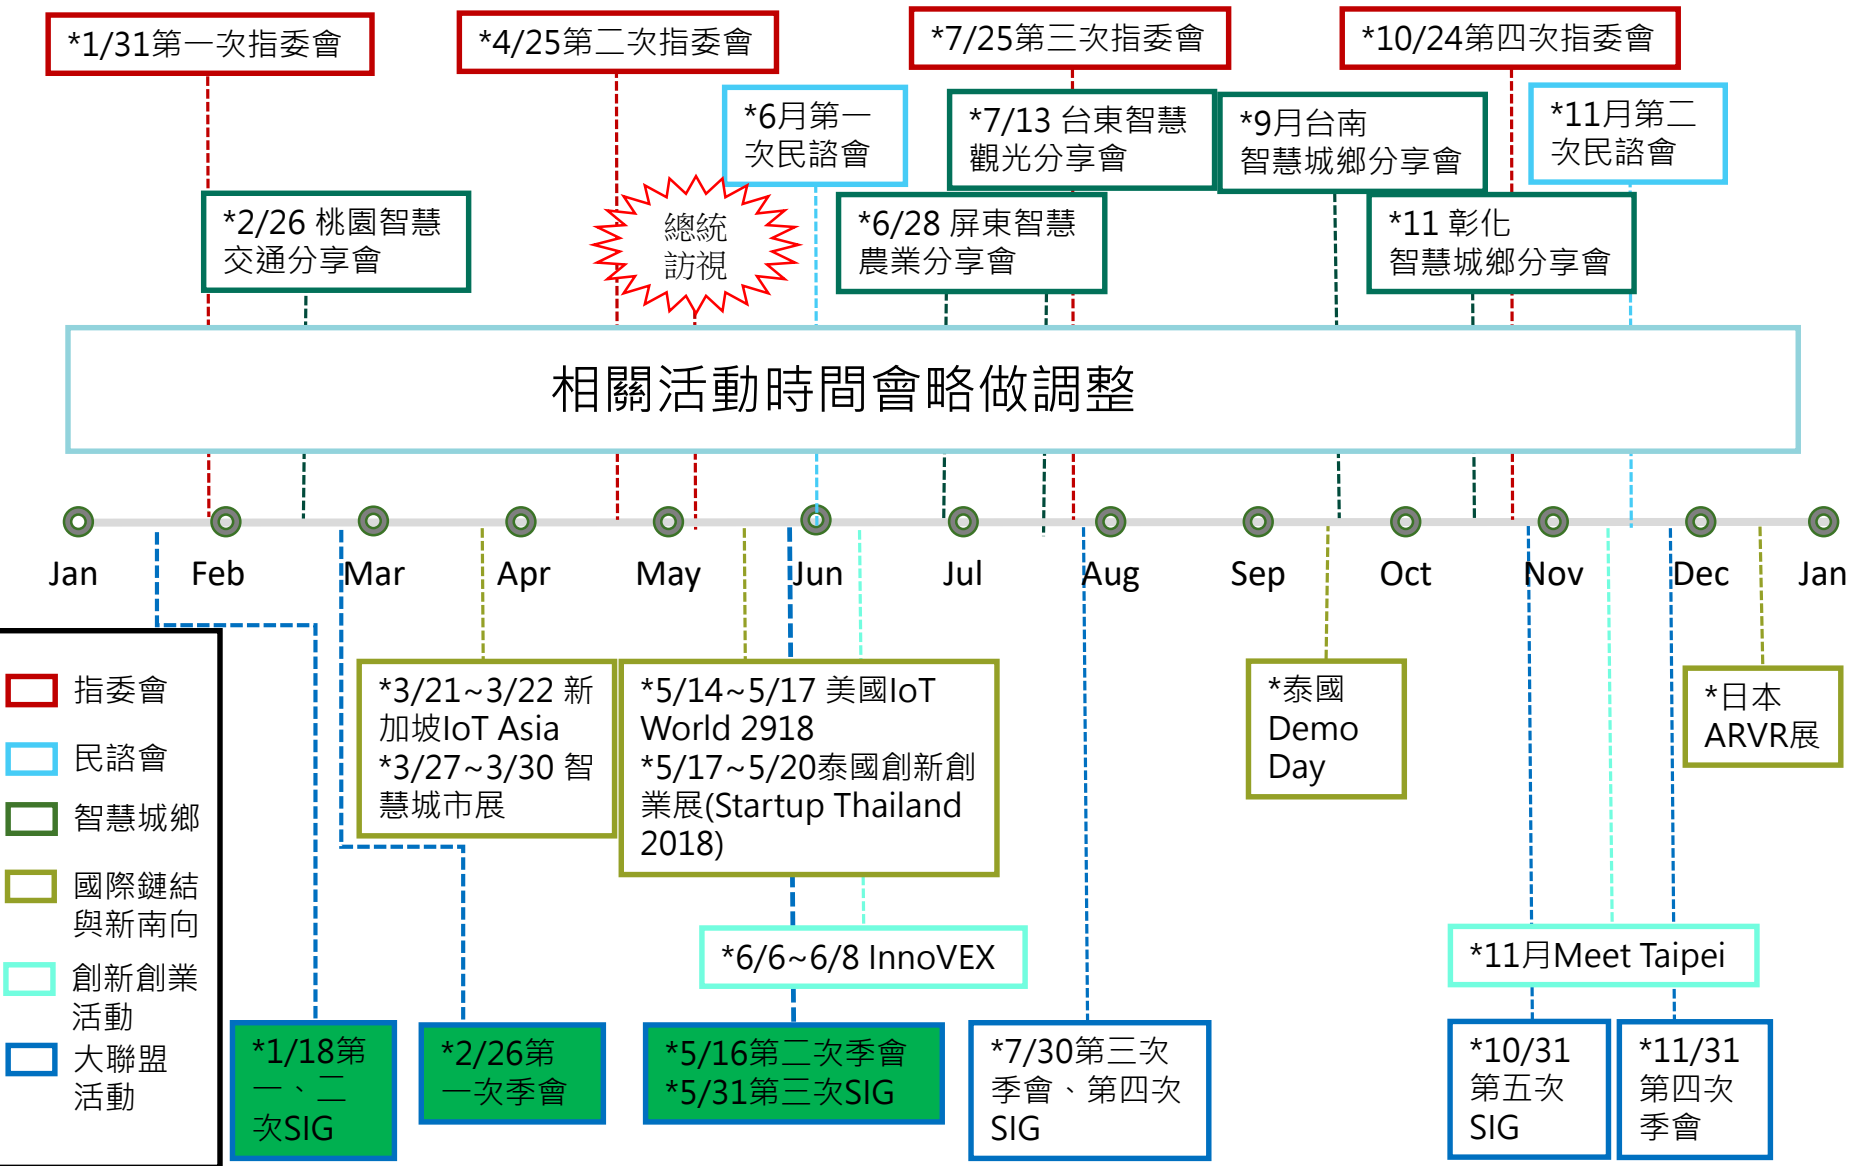 *1/31第一次指委會
*4/25第二次指委會
*7/25第三次指委會
*10/24第四次指委會
*6月第一
次民諮會
*7/13 台東智慧
觀光分享會
*9月台南
智慧城鄉分享會
*11月第二
次民諮會
*2/26 桃園智慧
交通分享會
總統
訪視
*6/28 屏東智慧
農業分享會
*11 彰化
智慧城鄉分享會
相關活動時間會略做調整
Jan
Feb
Mar
Apr
May
Jun
Jul
Aug
Sep
Oct
Nov
Dec
Jan
指委會
民諮會
智慧城鄉
國際鏈結
與新南向
創新創業
活動
大聯盟
活動
*3/21~3/22 新
加坡IoT Asia
*3/27~3/30 智
慧城市展
*5/14~5/17 美國IoT
World 2918
*5/17~5/20泰國創新創
業展(Startup Thailand
2018)
*泰國
Demo
Day
*日本
ARVR展
*6/6~6/8 InnoVEX
*11月Meet Taipei
*1/18第
一、二
次SIG
*2/26第
一次季會
*5/16第二次季會
*5/31第三次SIG
*7/30第三次
季會、第四次
SIG
*10/31
第五次
SIG
*11/31
第四次
季會